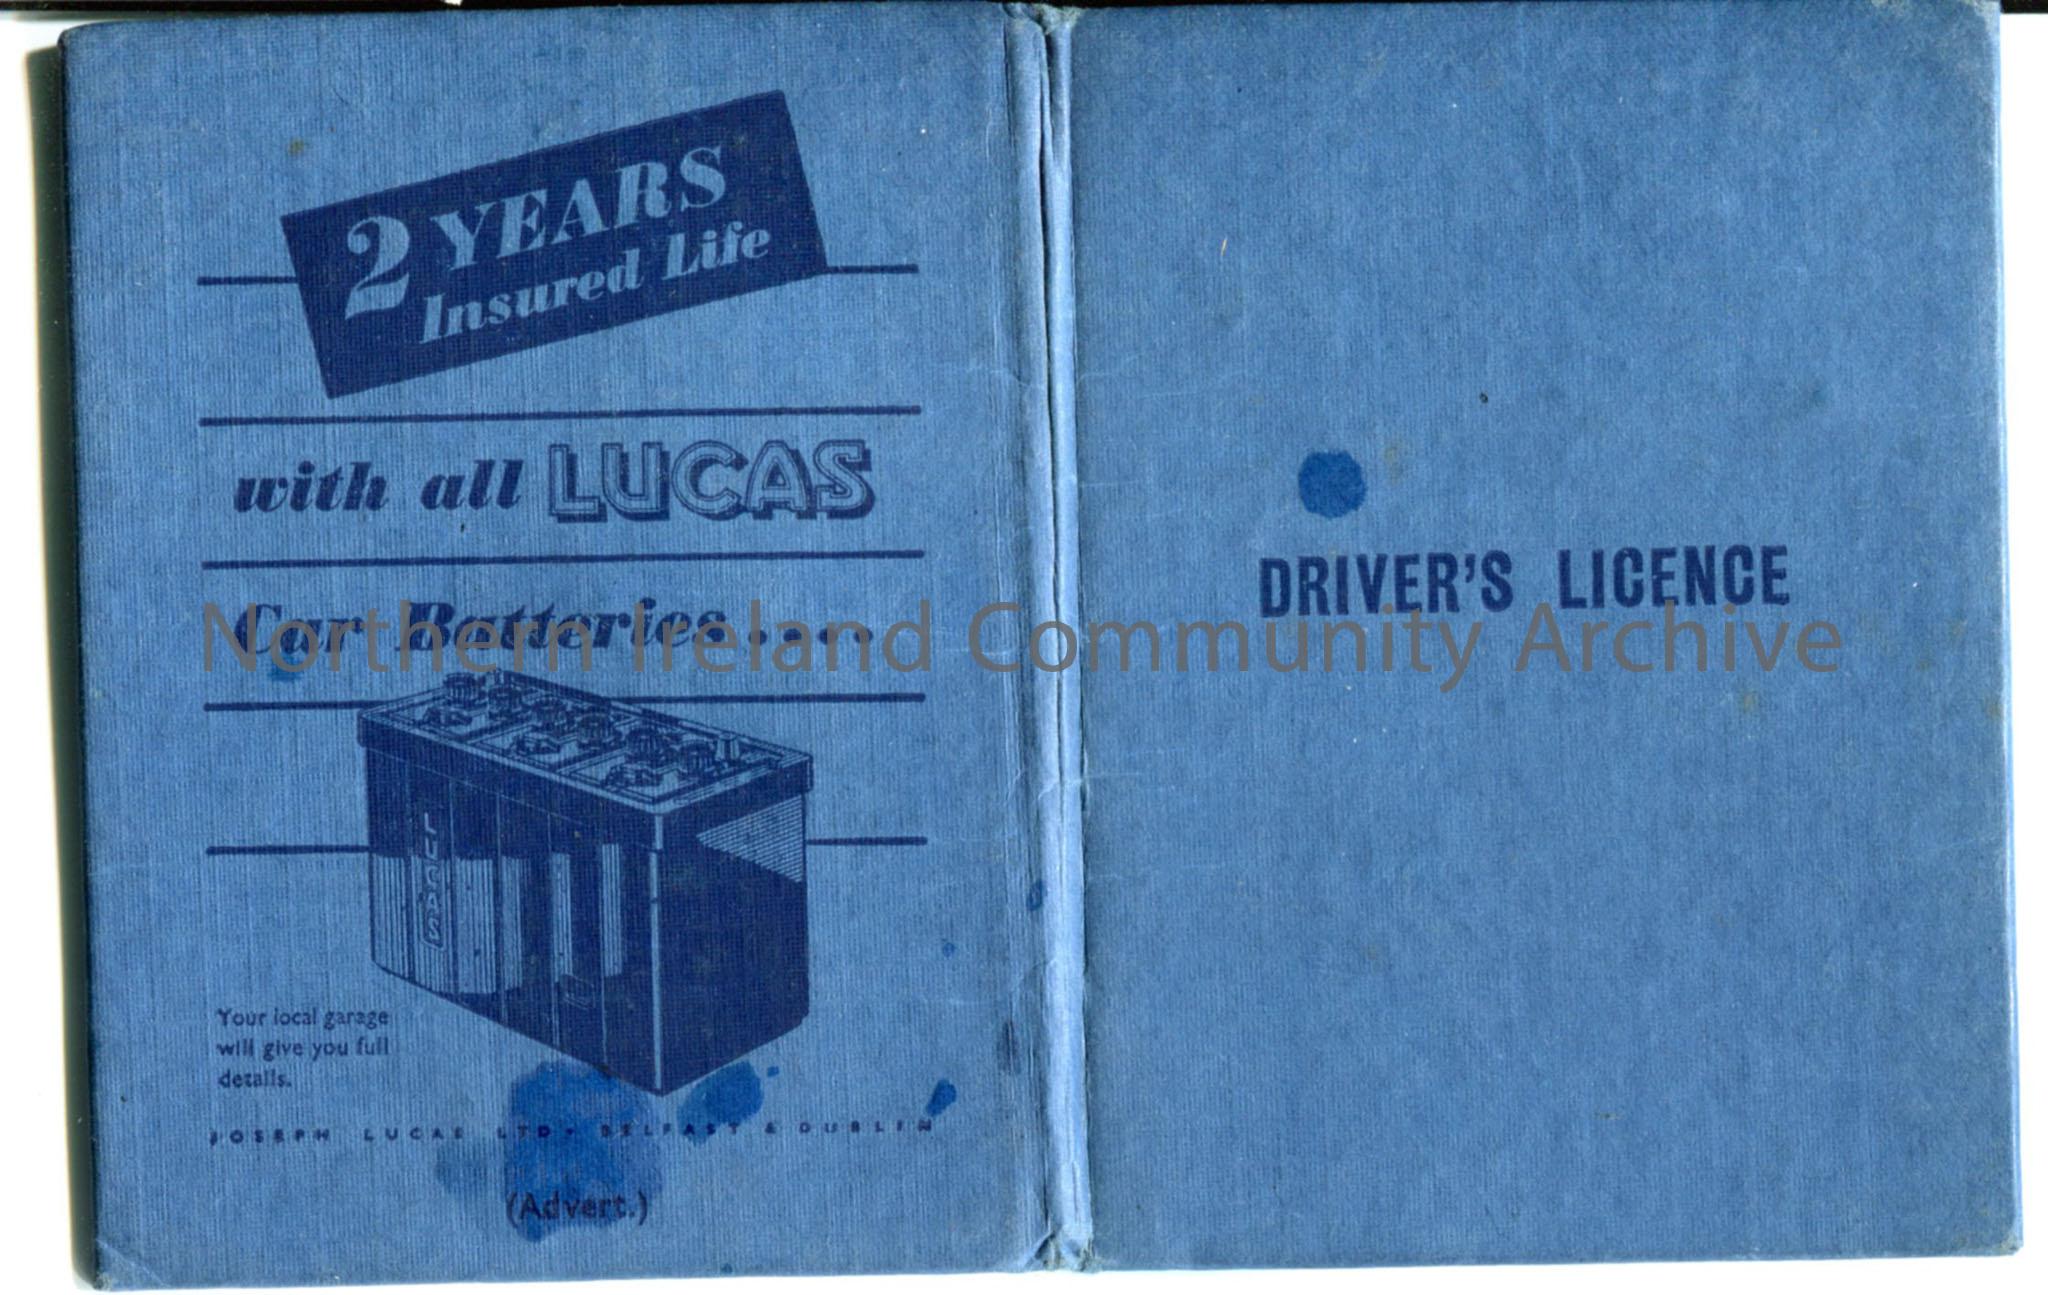 2 YEARS
Insured Life
with all LUCAS
Car Batteries....
LUCAS
Your local garage
will give you full
details.
JOSEPH LUCAS LTD· BELFAST & DUBLIN
(Advert.)
DRIVER'S LICENCE
Northern Ireland Community Archive